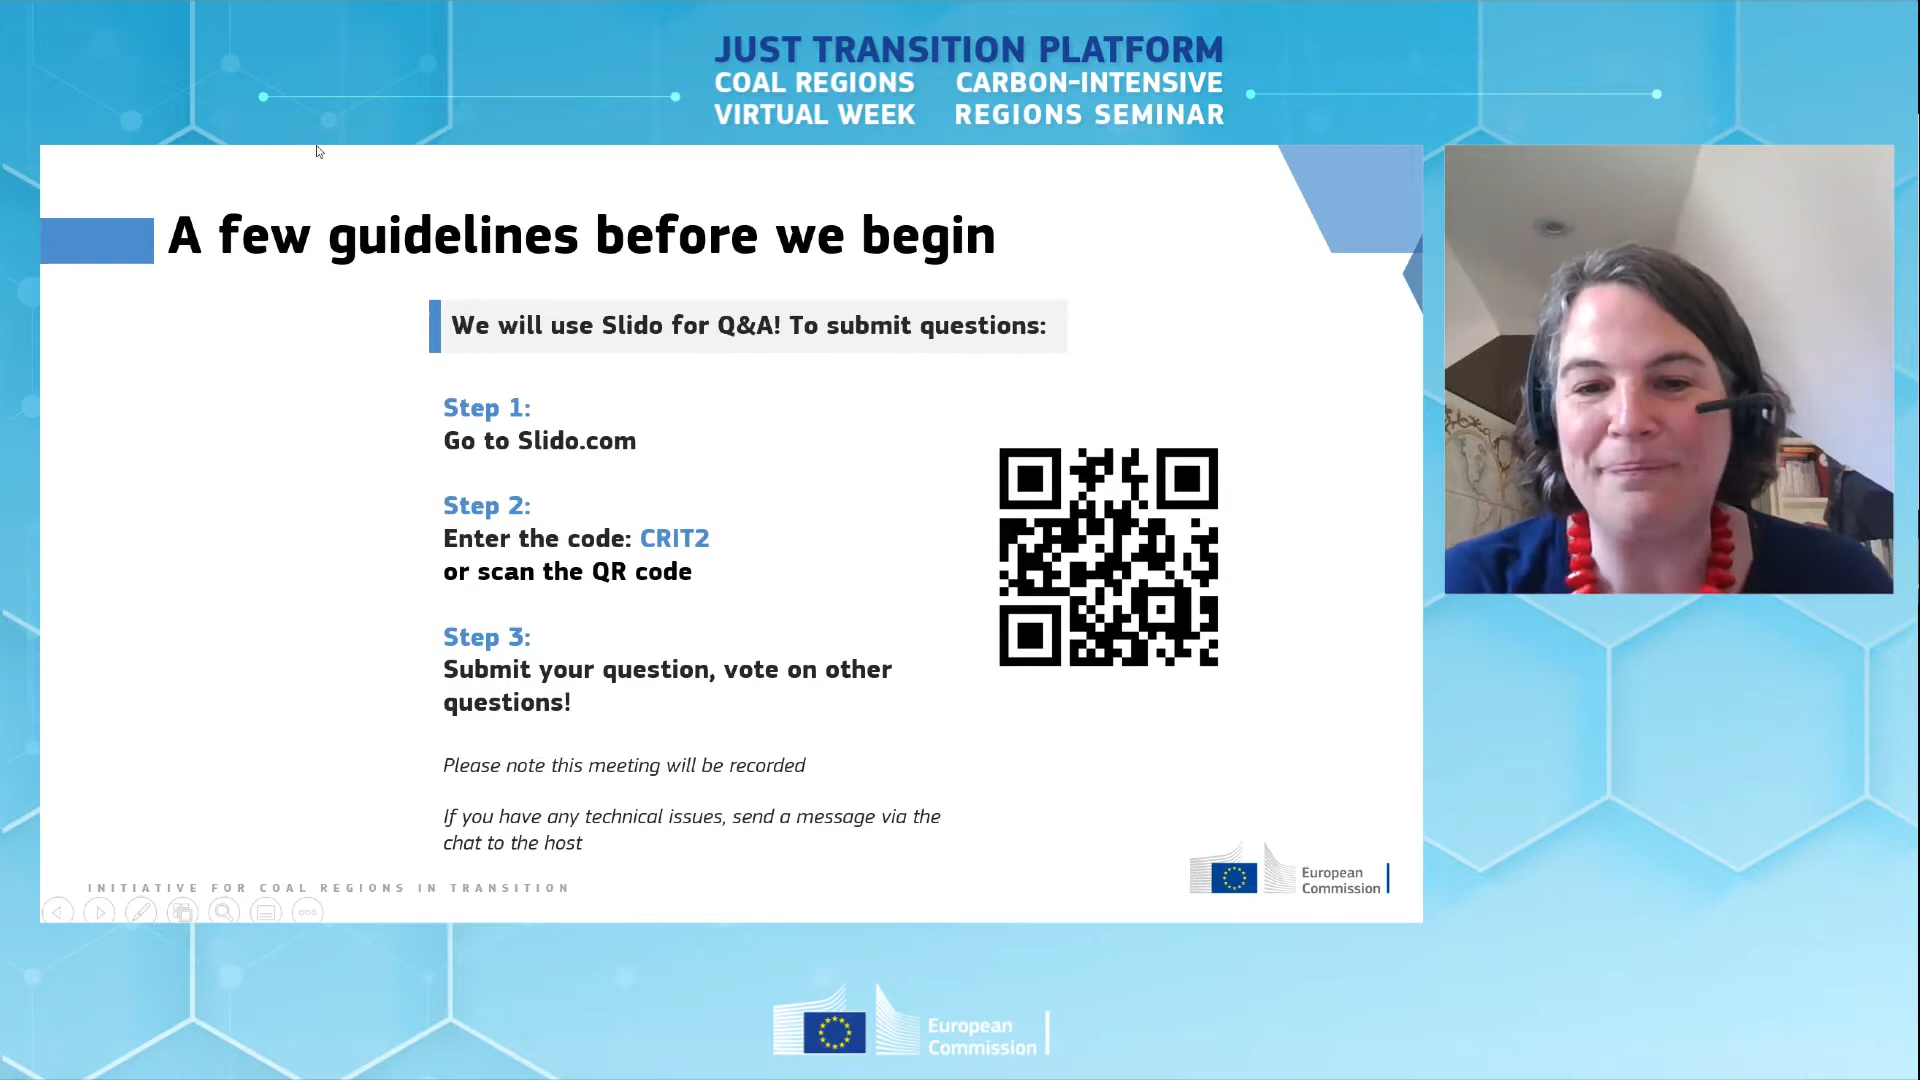 JUST TRANSITION PLATFORM
COAL REGIONS
VIRTUAL WEEK
CARBON-INTENSIVE
REGIONS SEMINAR
A few guidelines before we begin
We will use Slido for Q&A! To submit questions:
Step 1:
Go to Slido.com
Step 2:
Enter the code: CRIT2
or scan the QR code
Step 3:
Submit your question, vote on other
questions!
Please note this meeting will be recorded
If you have any technical issues, send a message via the
chat to the host
INITIATIVE FOR COAL REGIONS IN TRANSITION
European
Commission
European
Commission